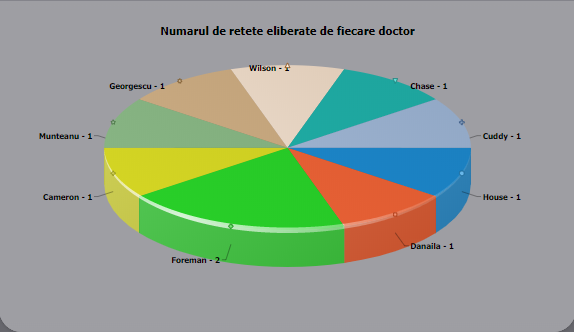 Numarul de retete eliberate de fiecare doctor
Wilson - 1
Georgescu - 1
Chase - 1
Munteanu - 1
Cuddy - 1
Cameron - 1
House - 1
Danaila - 1
Foreman - 2